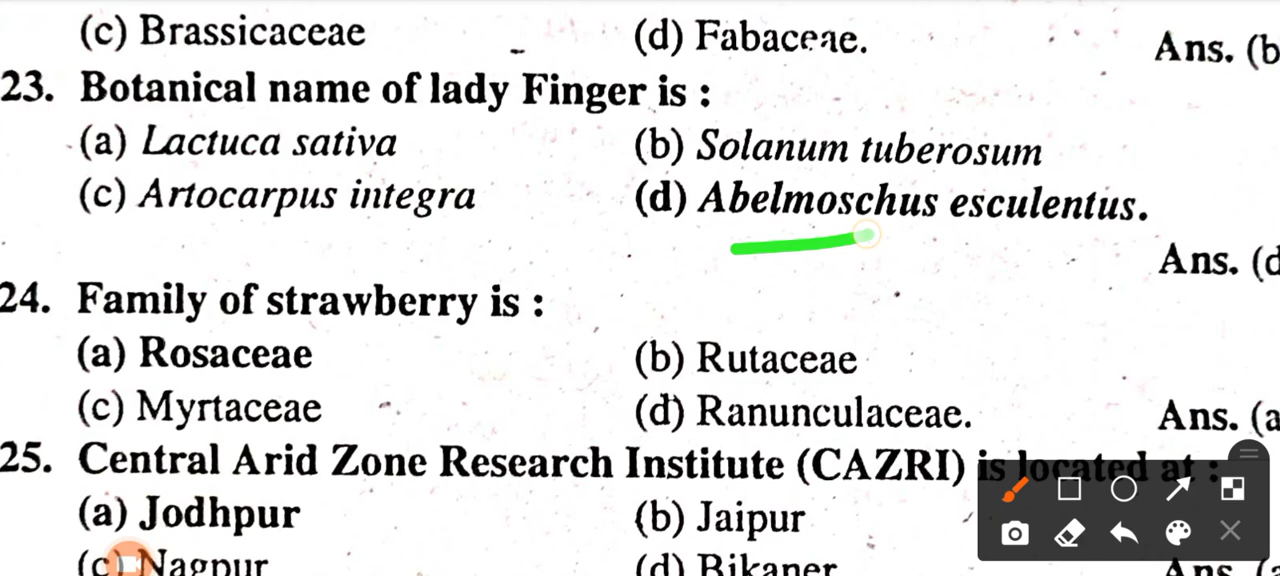 (c) Brassicaceae (d) Fabaceae. Ans. (b
23. Botanical name of lady Finger is :
(a) Lactuca sativa (b) Solanum tuberosum
(c) Artocarpus integra (d) Abelmoschus esculentus.
Ans. (d
24. Family of strawberry is :
(a) Rosaceae (b) Rutaceae
(c) Myrtaceae (d) Ranunculaceae. Ans. (a
25. Central Arid Zone Research Institute (CAZRI) is located at :
(a) Jodhpur (b) Jaipur
(c) Nagpur (d) Bikaner Ans. (a